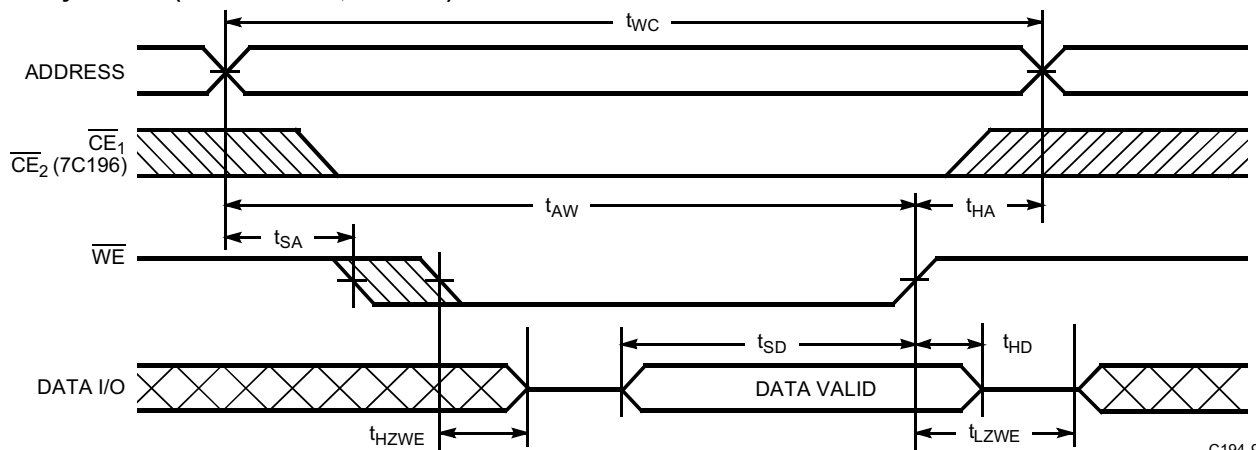 tWC
ADDRESS
CE1
CE2 (7C196)
tAW
tHA
tSA
WE
tSD
tHD
DATA I/O
DATA VALID
tHZWE
tLZWE